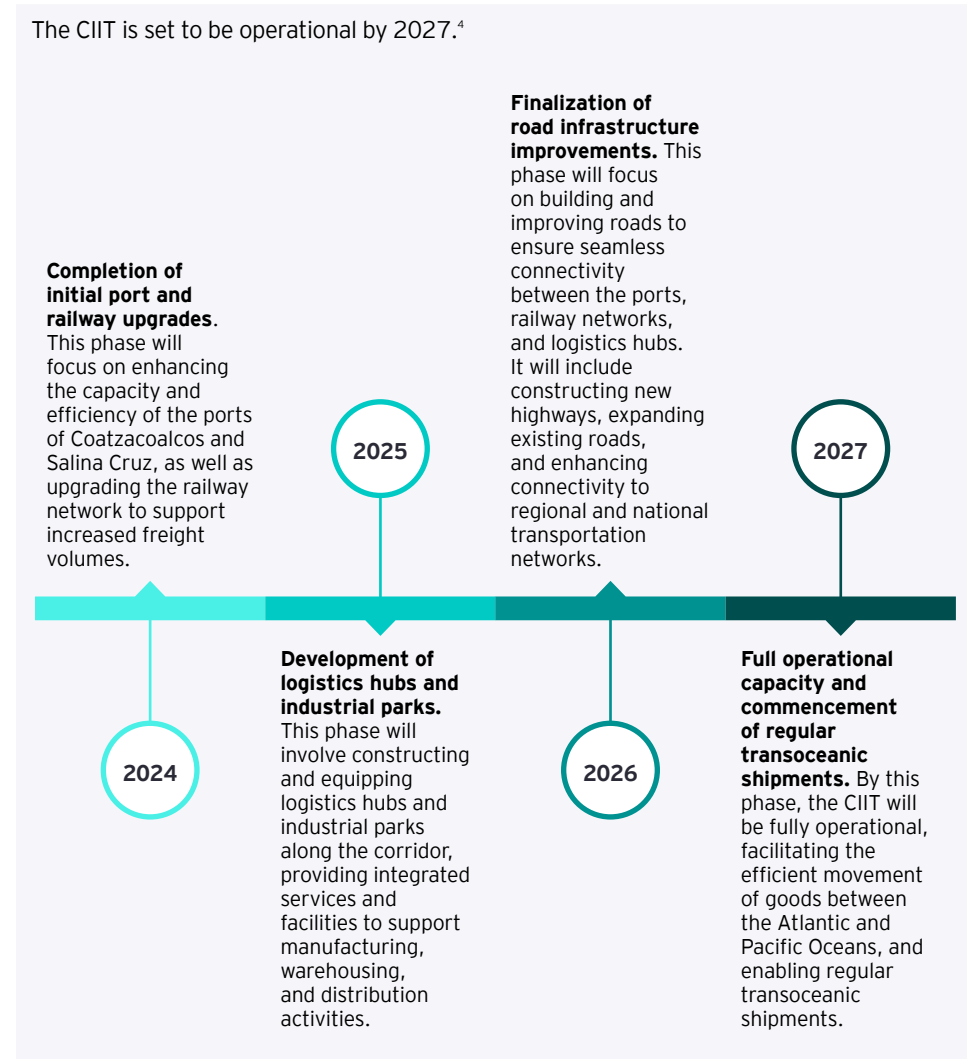 The CIIT is set to be operational by 2027.⁴
Completion of
initial port and
railway upgrades.
This phase will
focus on enhancing
the capacity and
efficiency of the ports
of Coatzacoalcos and
Salina Cruz, as well as
upgrading the railway
network to support
increased freight
volumes.
2024
2025
Development of
logistics hubs and
industrial parks.
This phase will
involve constructing
and equipping
logistics hubs and
industrial parks
along the corridor,
providing integrated
services and
facilities to support
manufacturing,
warehousing,
and distribution
activities.
Finalization of
road infrastructure
improvements. This
phase will focus
on building and
improving roads to
ensure seamless
connectivity
between the ports,
railway networks,
and logistics hubs.
It will include
constructing new
highways, expanding
existing roads,
and enhancing
connectivity to
regional and national
transportation
networks.
2026
2027
Full operational
capacity and
commencement
of regular
transoceanic
shipments. By this
phase, the CIIT will
be fully operational,
facilitating the
efficient movement
of goods between
the Atlantic and
Pacific Oceans, and
enabling regular
transoceanic
shipments.